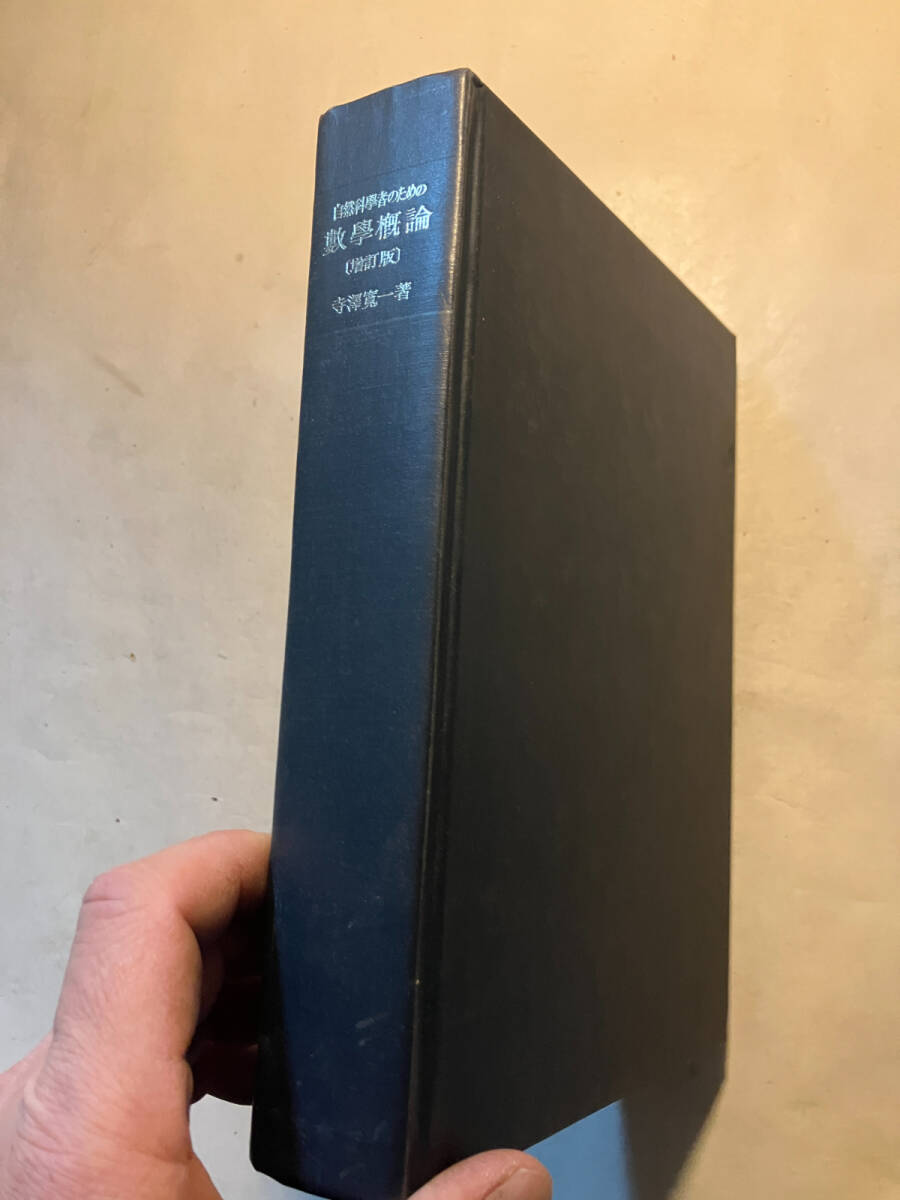 自然科學者のための
數學概論
〔増訂版〕
寺澤寛一著